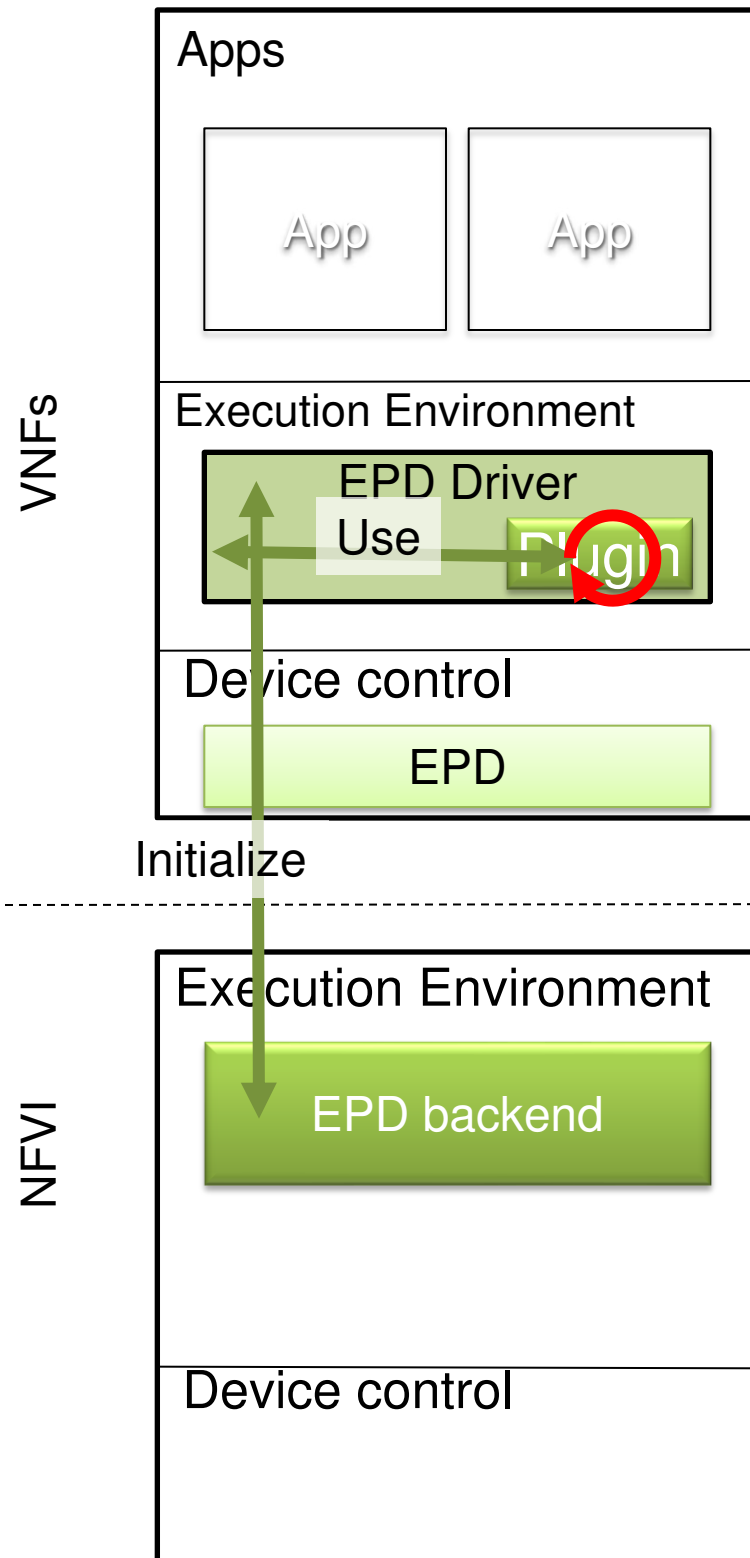 Apps
App App
VNFs
Execution Environment
EPD Driver
Use
Plugin
Device control
EPD
Initialize
Execution Environment
EPD backend
NFVI
Device control